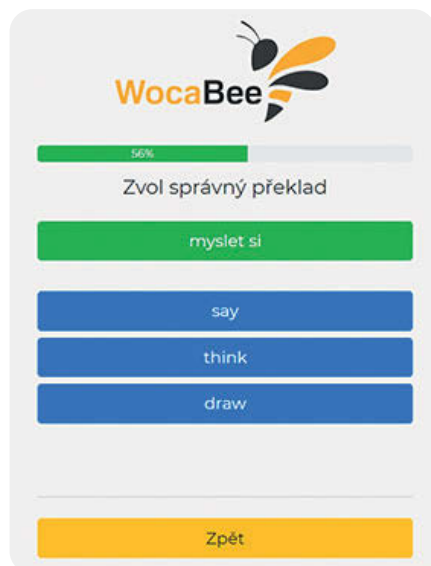 WocaBee
56%
Zvol správný překlad
myslet si
say
think
draw
Zpět